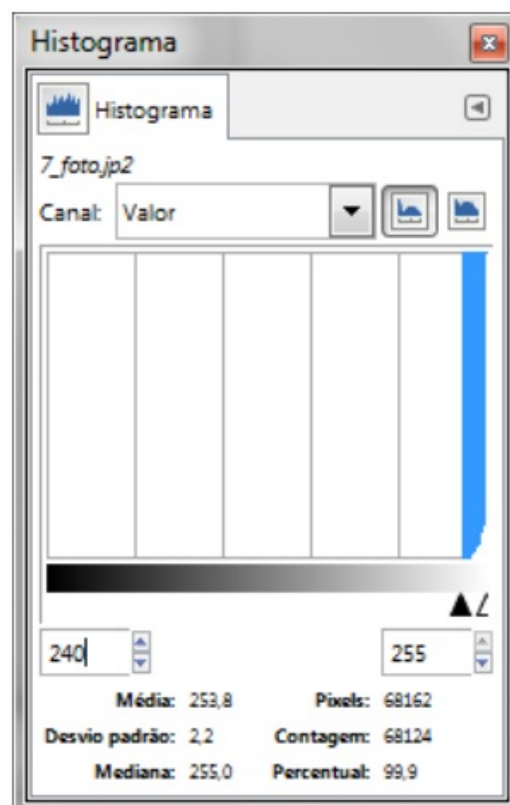 Histograma
Histograma
7_foto.jp2
Canal: Valor
240 255
Média: 253,8 Pixels: 68162
Desvio padrão: 2,2 Contagem: 68124
Mediana: 255,0 Percentual: 99,9